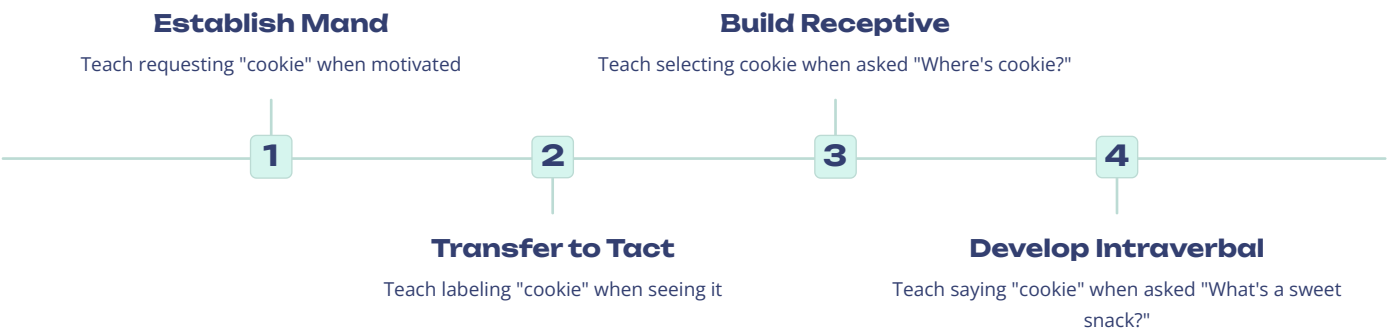 Establish Mand
Teach requesting "cookie" when motivated
1
2
Transfer to Tact
Teach labeling "cookie" when seeing it
Build Receptive
Teach selecting cookie when asked "Where's cookie?"
3
4
Develop Intraverbal
Teach saying "cookie" when asked "What's a sweet
snack?"